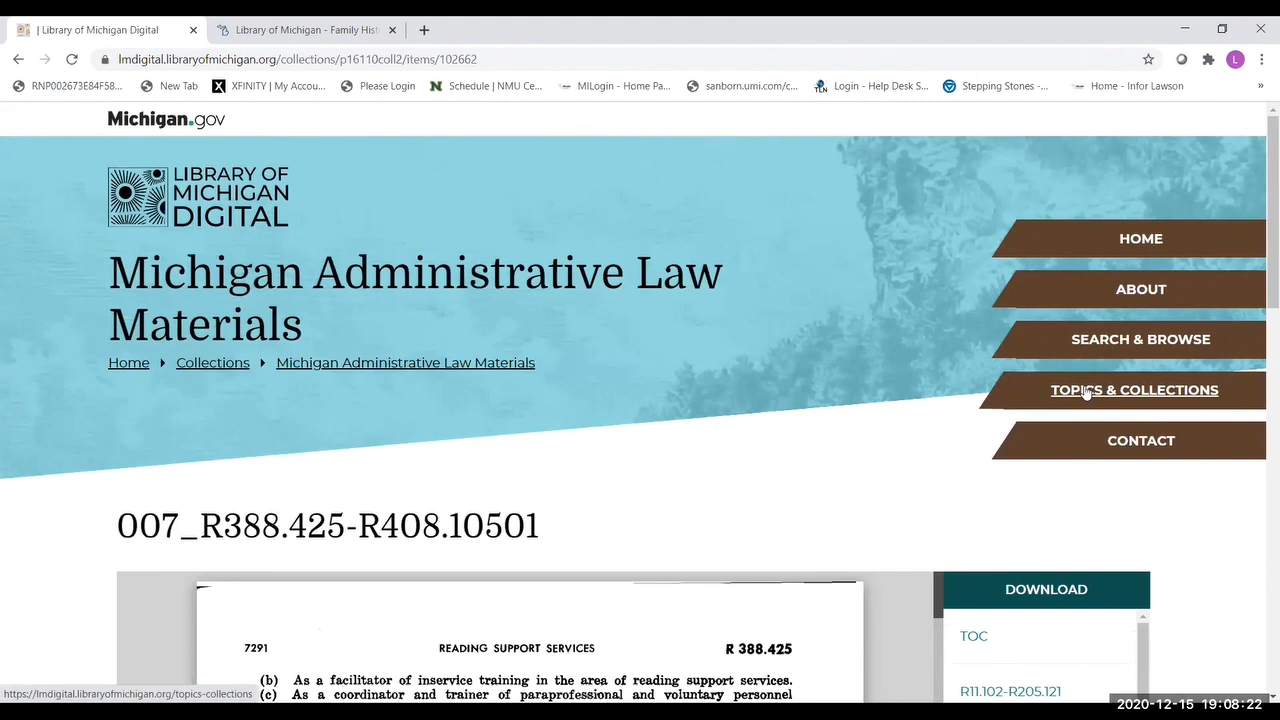 | Library of Michigan Digital
Library of Michigan - Family Hist
lmdigital.libraryofmichigan.org/collections/p16110coll2/items/102662
L
RNP002673E84F58...
New Tab
XFINITY | My Accou...
Please Login
Schedule | NMU Ce...
MILogin - Home Pa...
sanborn.umi.com/c...
Login - Help Desk S...
Stepping Stones -...
Home - Infor Lawson
»
Michigan.gov
LIBRARY OF
MICHIGAN
DIGITAL
Michigan Administrative Law
Materials
Home
Collections
Michigan Administrative Law Materials
HOME
ABOUT
SEARCH & BROWSE
TOPICS & COLLECTIONS
CONTACT
007_R388.425-R408.10501
7291 READING SUPPORT SERVICES R 388.425
(b) As a facilitator of inservice training in the area of reading support services.
(c) As a coordinator and trainer of paraprofessional and voluntary personnel
DOWNLOAD
TOC
R11.102-R205.121
https://lmdigital.libraryofmichigan.org/topics-collections
2020-12-15 19:08:22